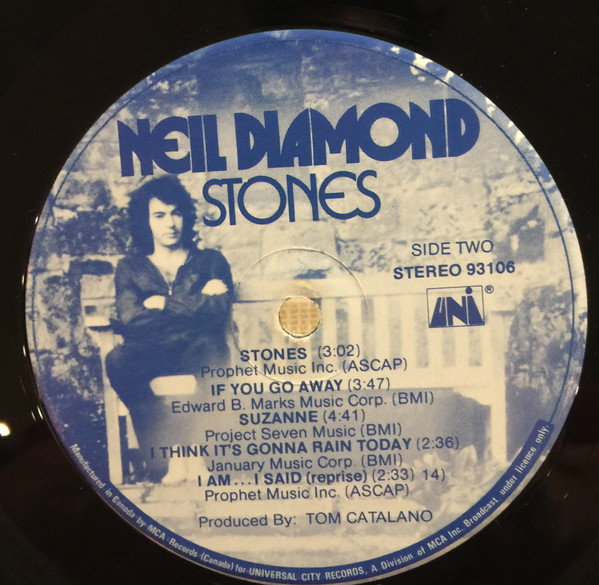 NEIL DIAMOND
STONES
SIDE TWO
STEREO 93106
UNI®
STONES (3:02)
Prophet Music Inc. (ASCAP)
IF YOU GO AWAY (3:47)
Edward B. Marks Music Corp. (BMI)
SUZANNE (4:41)
Project Seven Music (BMI)
I THINK IT'S GONNA RAIN TODAY (2:36)
January Music Corp. (BMI)
I AM...I SAID (reprise) (2:33) 14)
Prophet Music Inc. (ASCAP)
Produced By: TOM CATALANO
Manufactured in Canada by MCA Records (Canada) for UNIVERSAL CITY RECORDS, A Division of MCA Inc. Broadcast under licence only.